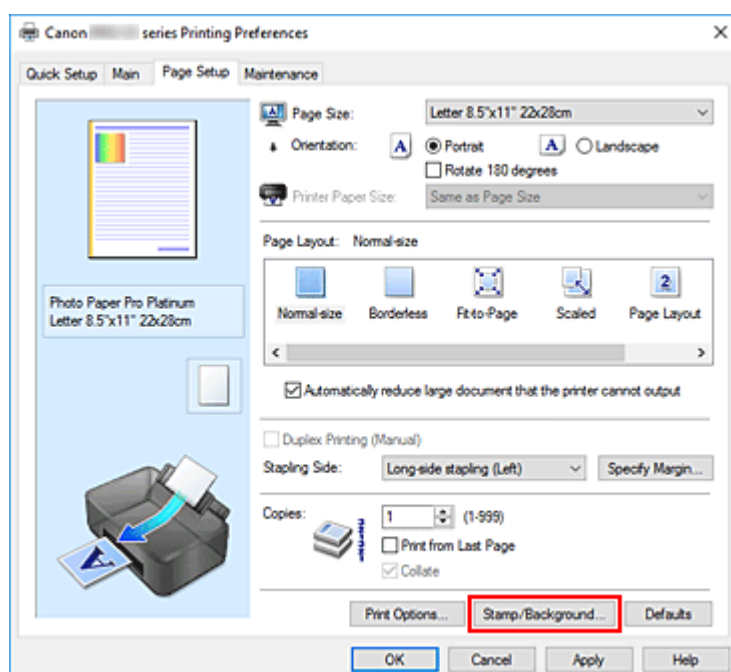 Canon series Printing Preferences
Quick Setup Main Page Setup Maintenance
Page Size: Letter 8.5"x11" 22x28cm
Orientation: A Portrait A Landscape
Rotate 180 degrees
Printer Paper Size: Same as Page Size
Page Layout: Normal-size
2
Normal-size Borderless Fit-to-Page Scaled Page Layout
Photo Paper Pro Platinum
Letter 8.5"x11" 22x28cm
Automatically reduce large document that the printer cannot output
Duplex Printing (Manual)
Stapling Side: Long-side stapling (Left) Specify Margin...
Copies: 1 (1-999)
Print from Last Page
Collate
A
Print Options... Stamp/Background... Defaults
OK Cancel Apply Help